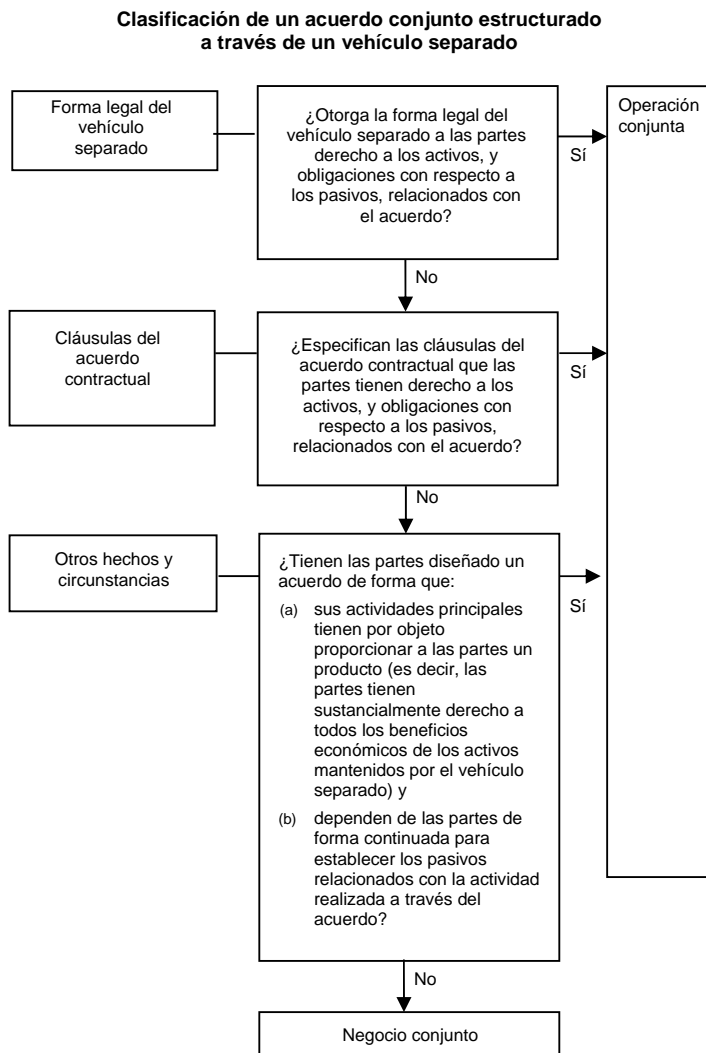 Clasificación de un acuerdo conjunto estructurado
a través de un vehículo separado
Forma legal del
vehículo
separado
¿Otorga la forma legal del
vehículo separado a las partes
derecho a los activos, y
obligaciones con respecto a
los pasivos, relacionados con
el acuerdo?
Sí
Operación
conjunta
No
Cláusulas del
acuerdo
contractual
¿Especifican las cláusulas del
acuerdo contractual que las
partes tienen derecho a los
activos, y obligaciones con
respecto a los pasivos,
relacionados con el acuerdo?
Sí
No
Otros hechos y
circunstancias
¿Tienen las partes diseñado un
acuerdo de forma que:
(a) sus actividades principales
tienen por objeto
proporcionar a las partes un
producto (es decir, las
partes tienen
sustancialmente derecho a
todos los beneficios
económicos de los activos
mantenidos por el vehículo
separado) y
(b) dependen de las partes de
forma continuada para
establecer los pasivos
relacionados con la actividad
realizada a través del
acuerdo?
Sí
No
Negocio conjunto